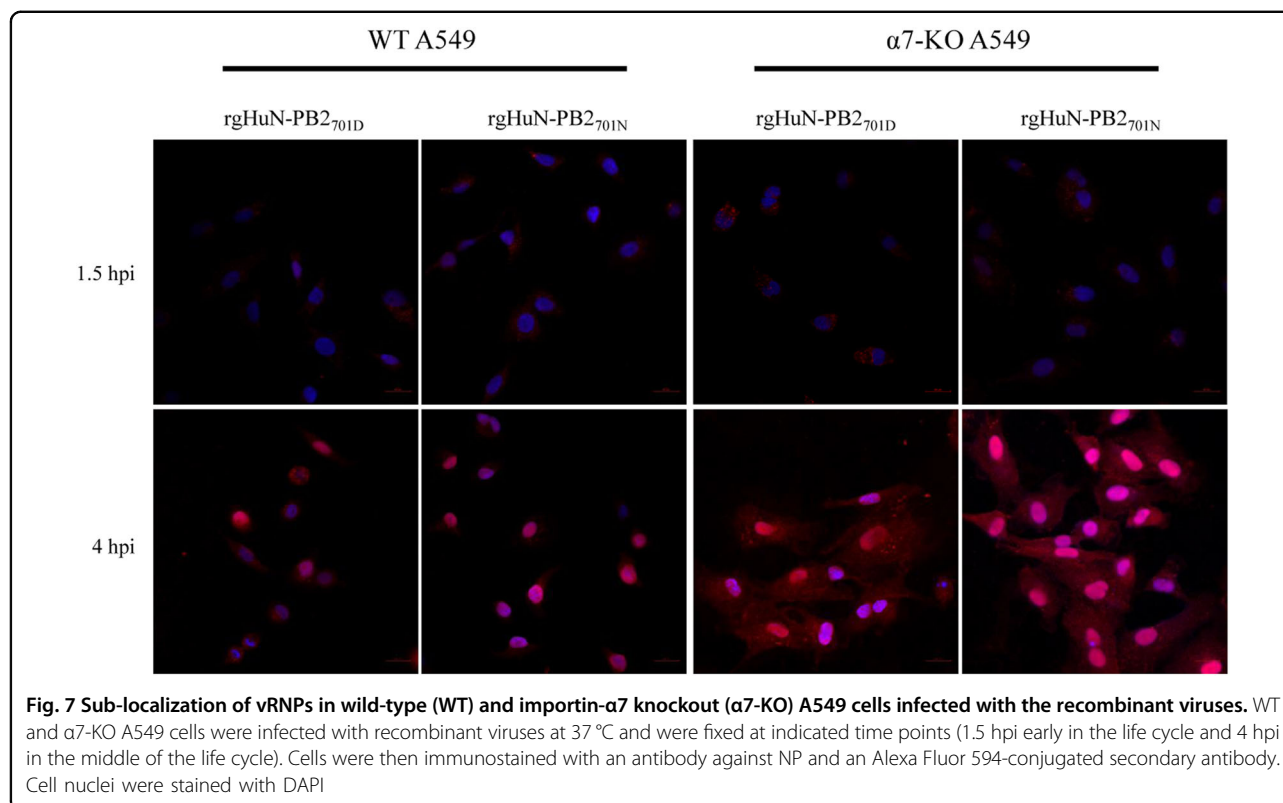 WT A549
α7-KO A549
rgHuN-PB2701D
rgHuN-PB2701N
rgHuN-PB2701D
rgHuN-PB2701N
1.5 hpi
4 hpi
Fig. 7 Sub-localization of vRNPs in wild-type (WT) and importin-α7 knockout (α7-KO) A549 cells infected with the recombinant viruses. WT
and α7-KO A549 cells were infected with recombinant viruses at 37 °C and were fixed at indicated time points (1.5 hpi early in the life cycle and 4 hpi
in the middle of the life cycle). Cells were then immunostained with an antibody against NP and an Alexa Fluor 594-conjugated secondary antibody.
Cell nuclei were stained with DAPI